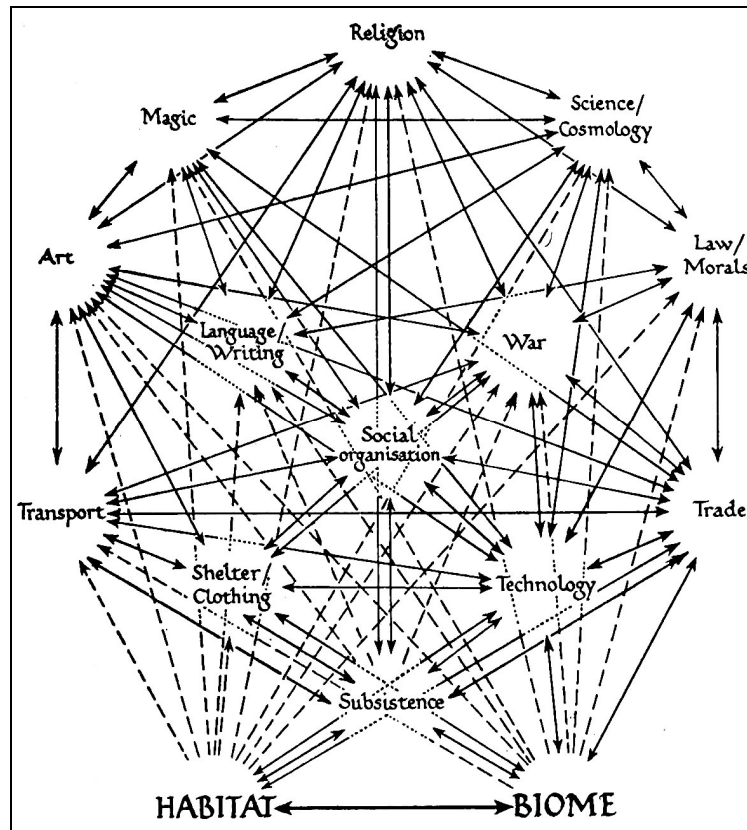 Religion
Magic
Science/
Cosmology
Art
Law/
Morals
Language/
Writing
War
Social
organisation
Transport
Trade
Shelter/
Clothing
Technology
Subsistence
HABITAT
BIOME